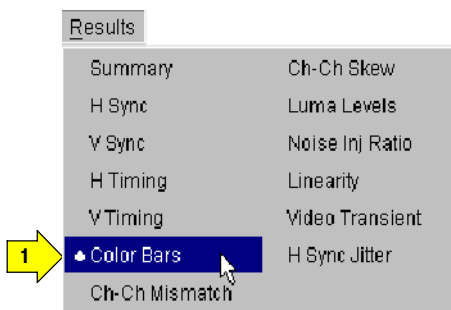 Results
Summary
H Sync
V Sync
H Timing
V Timing
1
Color Bars
Ch-Ch Mismatch
Ch-Ch Skew
Luma Levels
Noise Inj Ratio
Linearity
Video Transient
H Sync Jitter